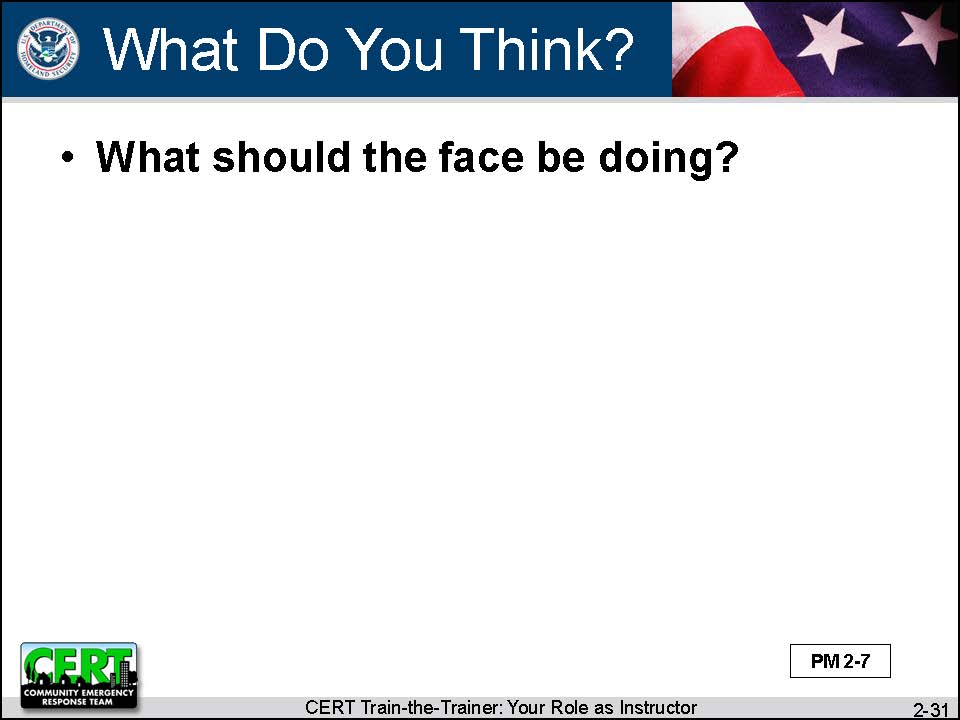 What Do You Think?
• What should the face be doing?
PM 2-7
CERT
COMMUNITY EMERGENCY
RESPONSE TEAM
CERT Train-the-Trainer: Your Role as Instructor
2-31